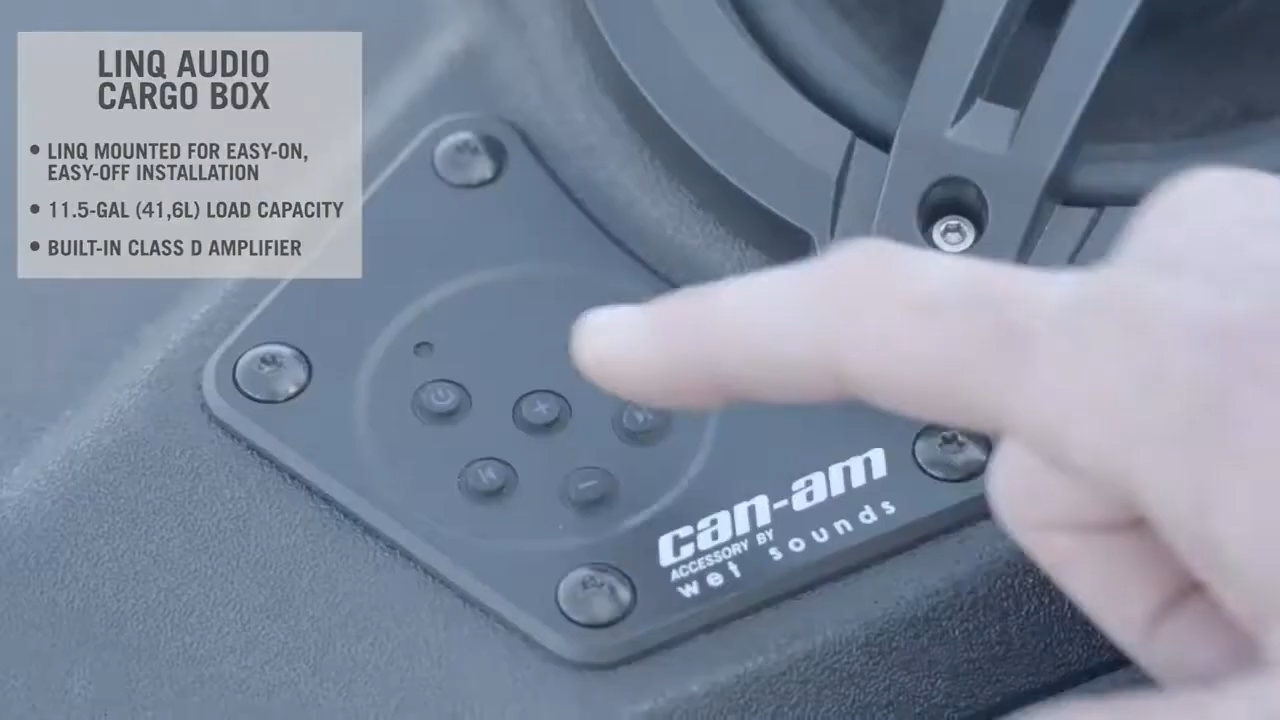 LINQ AUDIO
CARGO BOX
• LINQ MOUNTED FOR EASY-ON,
EASY-OFF INSTALLATION
• 11.5-GAL (41,6L) LOAD CAPACITY
• BUILT-IN CLASS D AMPLIFIER
can-am
ACCESSORY BY
wet sounds